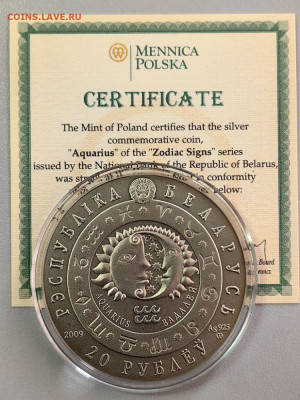 COINS.LAVE.RU
MENNICA
POLSKA
CERTIFICATE
The Mint of Poland certifies that the silver
commemorative coin,
"Aquarius" of the "Zodiac Signs" series
issued by the National Bank of the Republic of Belarus,
was in conformity
below:
Board
РЭСПУБЛІКА БЕЛАРУСЬ
AQUARIUS ВАДАЛЕЙ
2009 Ag 925
20 РУБЛЁЎ